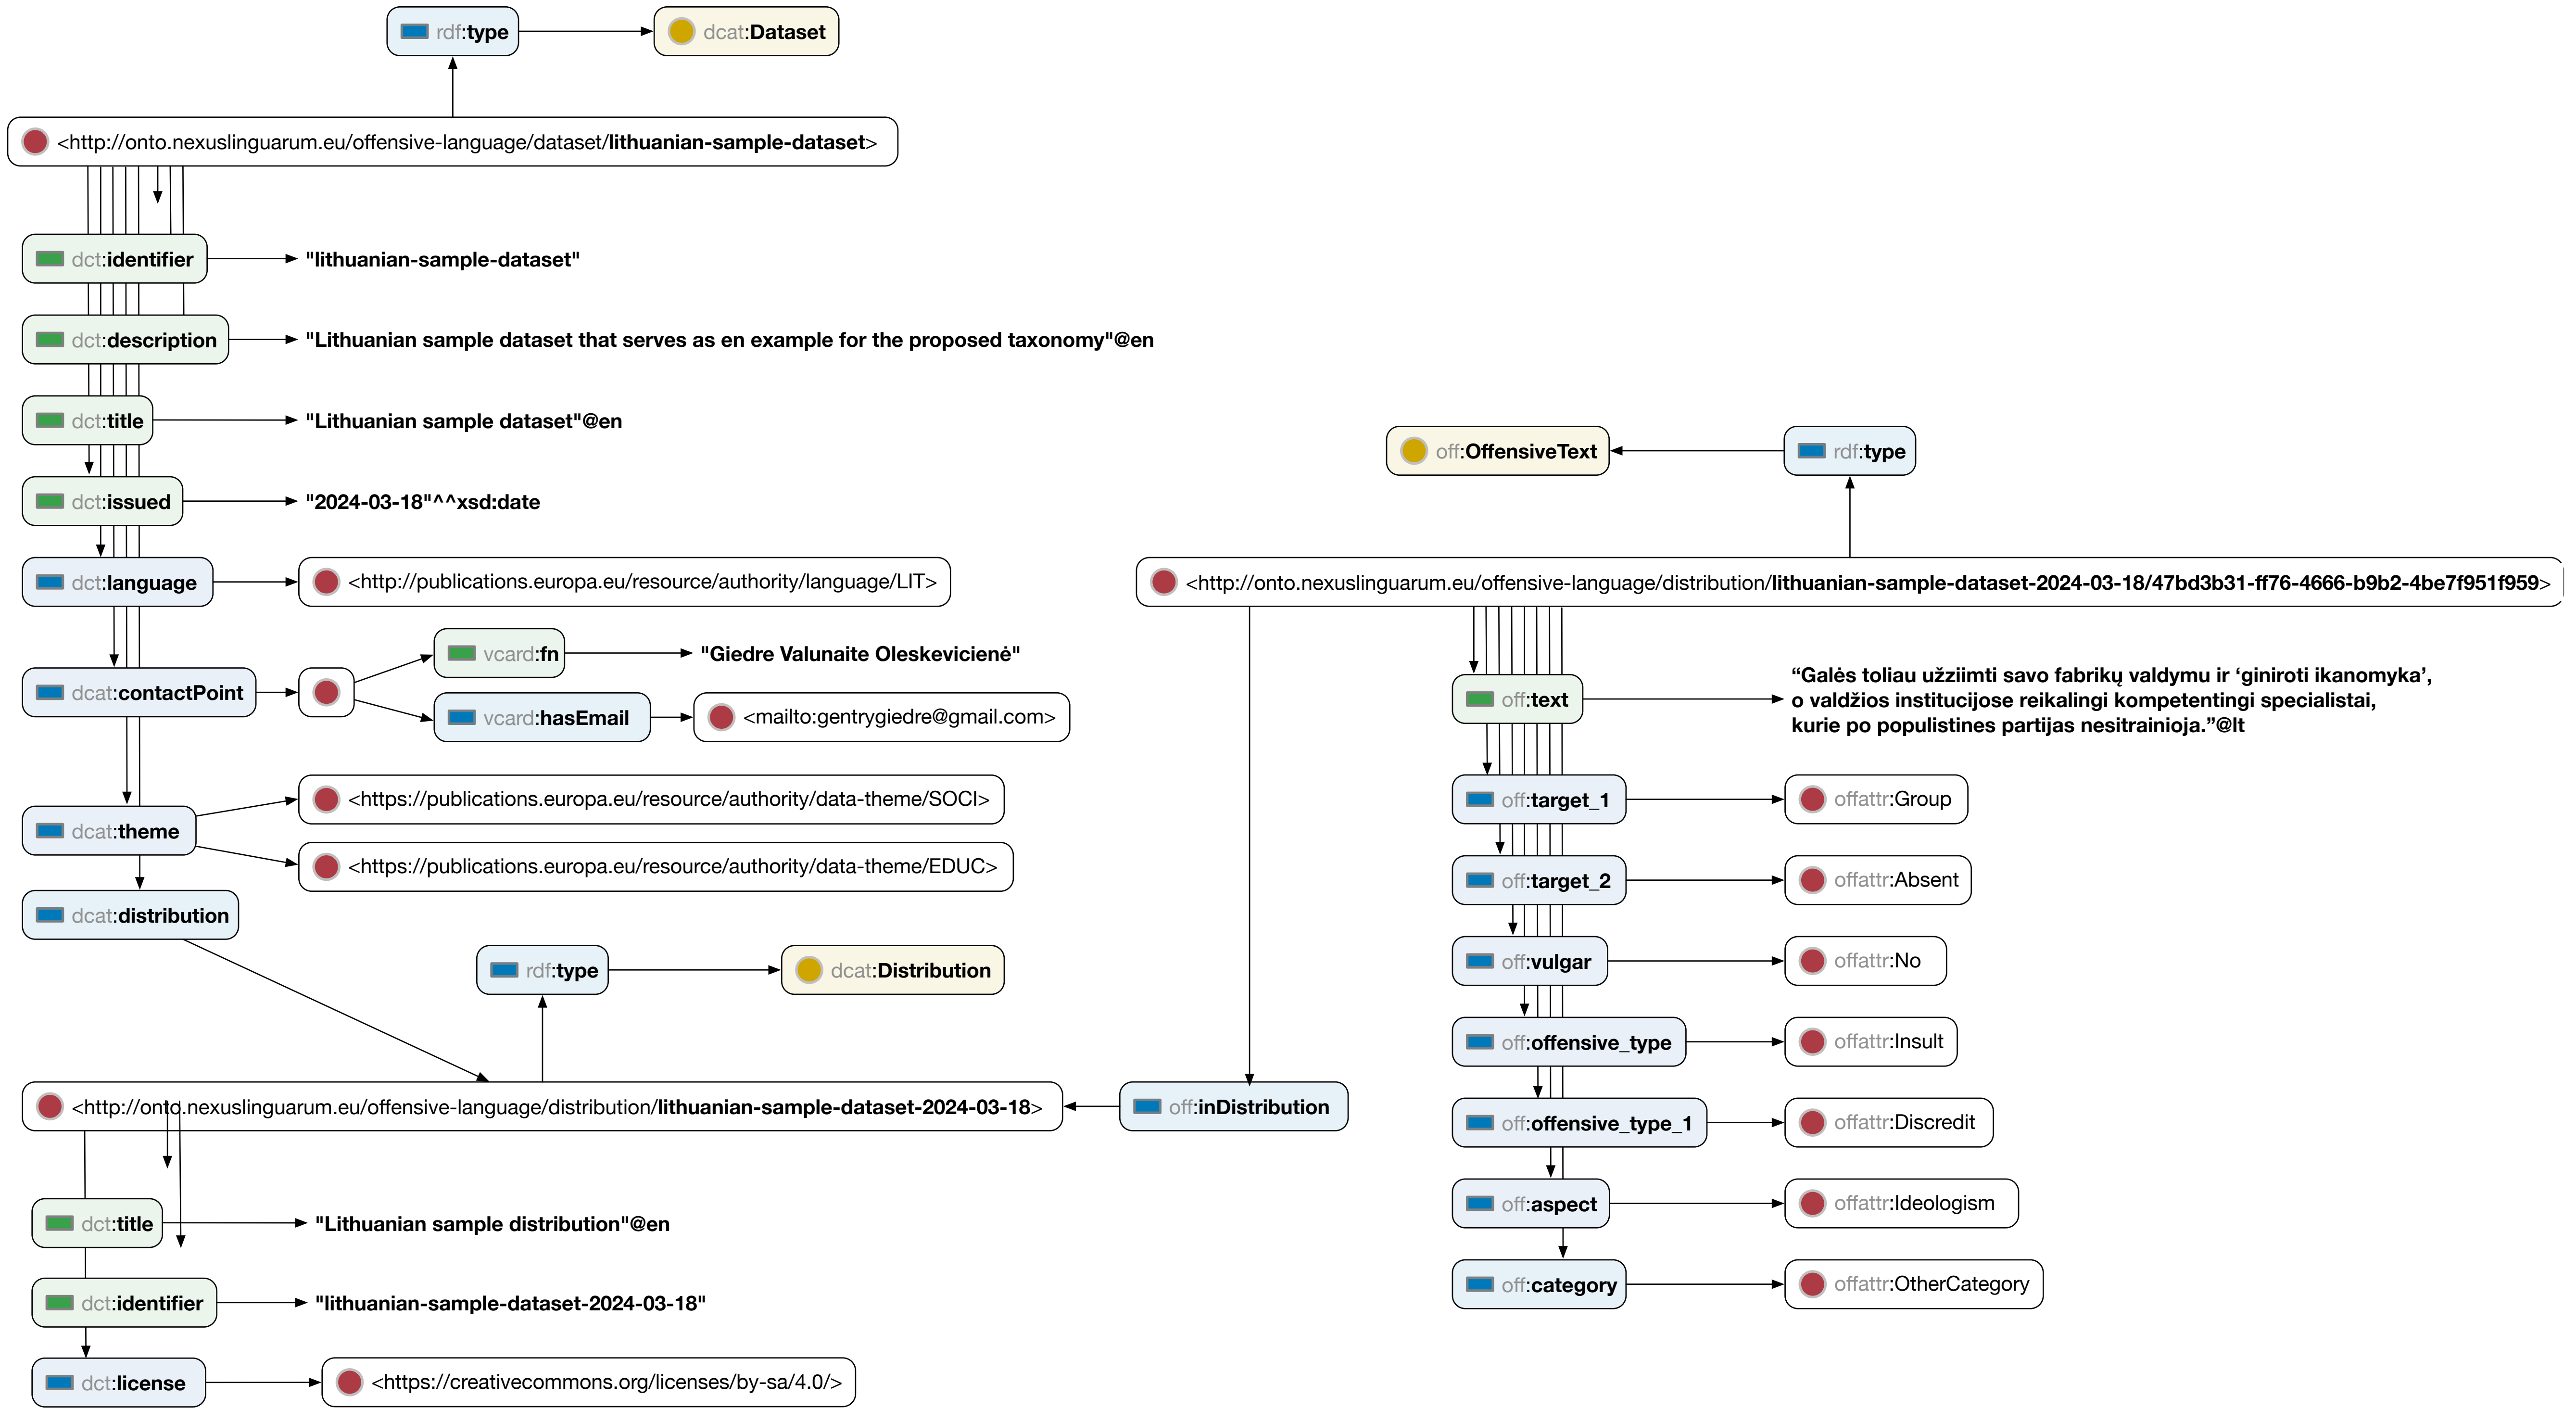 rdf:type
dcat:Dataset
<http://onto.nexuslinguarum.eu/offensive-language/dataset/lithuanian-sample-dataset>
dct:identifier
"lithuanian-sample-dataset"
dct:description
"Lithuanian sample dataset that serves as en example for the proposed taxonomy"@en
dct:title
"Lithuanian sample dataset"@en
dct:issued
"2024-03-18"^^xsd:date
dct:language
<http://publications.europa.eu/resource/authority/language/LIT>
dcat:contactPoint
vcard:fn
"Giedre Valunaite Oleskevicienė"
vcard:hasEmail
<mailto:gentrygiedre@gmail.com>
dcat:theme
<https://publications.europa.eu/resource/authority/data-theme/SOCI>
<https://publications.europa.eu/resource/authority/data-theme/EDUC>
dcat:distribution
rdf:type
dcat:Distribution
<http://onto.nexuslinguarum.eu/offensive-language/distribution/lithuanian-sample-dataset-2024-03-18>
off:inDistribution
dct:title
"Lithuanian sample distribution"@en
dct:identifier
"lithuanian-sample-dataset-2024-03-18"
dct:license
<https://creativecommons.org/licenses/by-sa/4.0/>
off:OffensiveText
rdf:type
<http://onto.nexuslinguarum.eu/offensive-language/distribution/lithuanian-sample-dataset-2024-03-18/47bd3b31-ff76-4666-b9b2-4be7f951f959>
off:text
“Galės toliau užziimti savo fabrikų valdymu ir ‘giniroti ikanomyka’,
o valdžios institucijose reikalingi kompetentingi specialistai,
kurie po populistines partijas nesitrainioja.”@lt
off:target_1
offattr:Group
off:target_2
offattr:Absent
off:vulgar
offattr:No
off:offensive_type
offattr:Insult
off:offensive_type_1
offattr:Discredit
off:aspect
offattr:Ideologism
off:category
offattr:OtherCategory